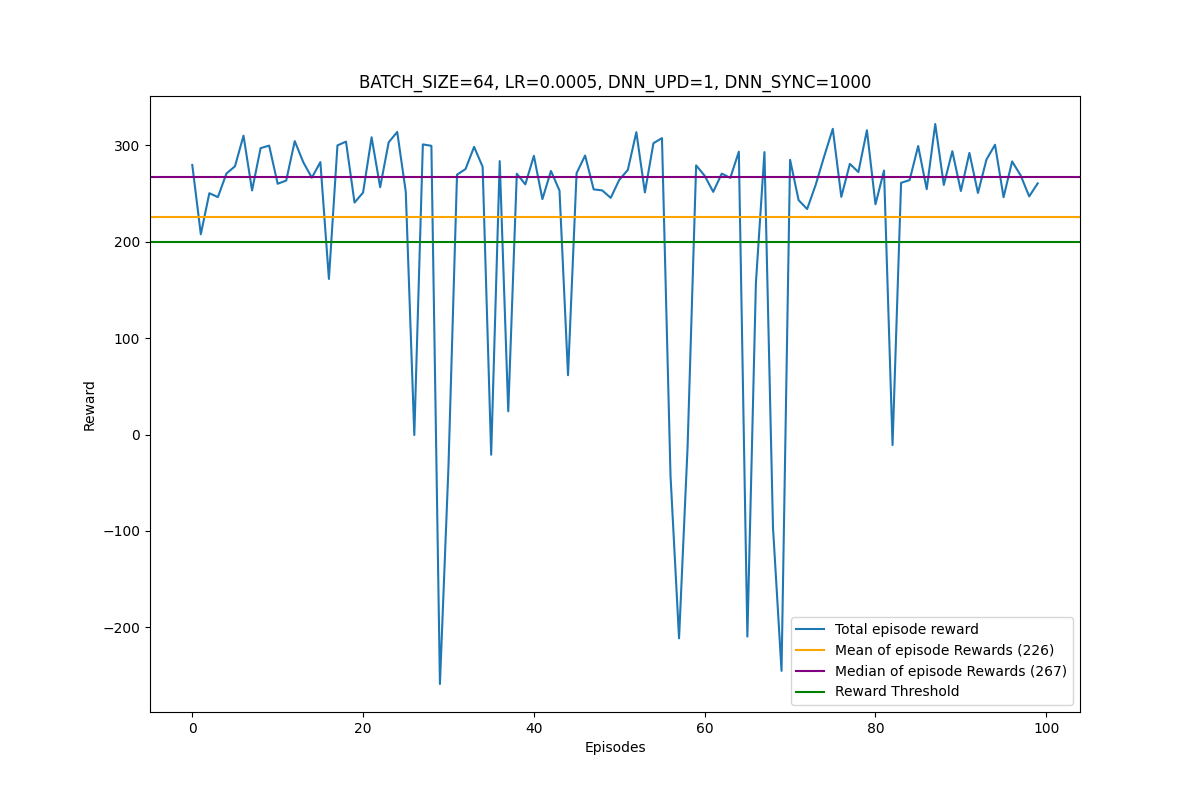 BATCH_SIZE=64, LR=0.0005, DNN_UPD=1, DNN_SYNC=1000
300
200
100
0
−100
−200
Reward
0
20
40
60
80
100
Episodes
Total episode reward
Mean of episode Rewards (226)
Median of episode Rewards (267)
Reward Threshold